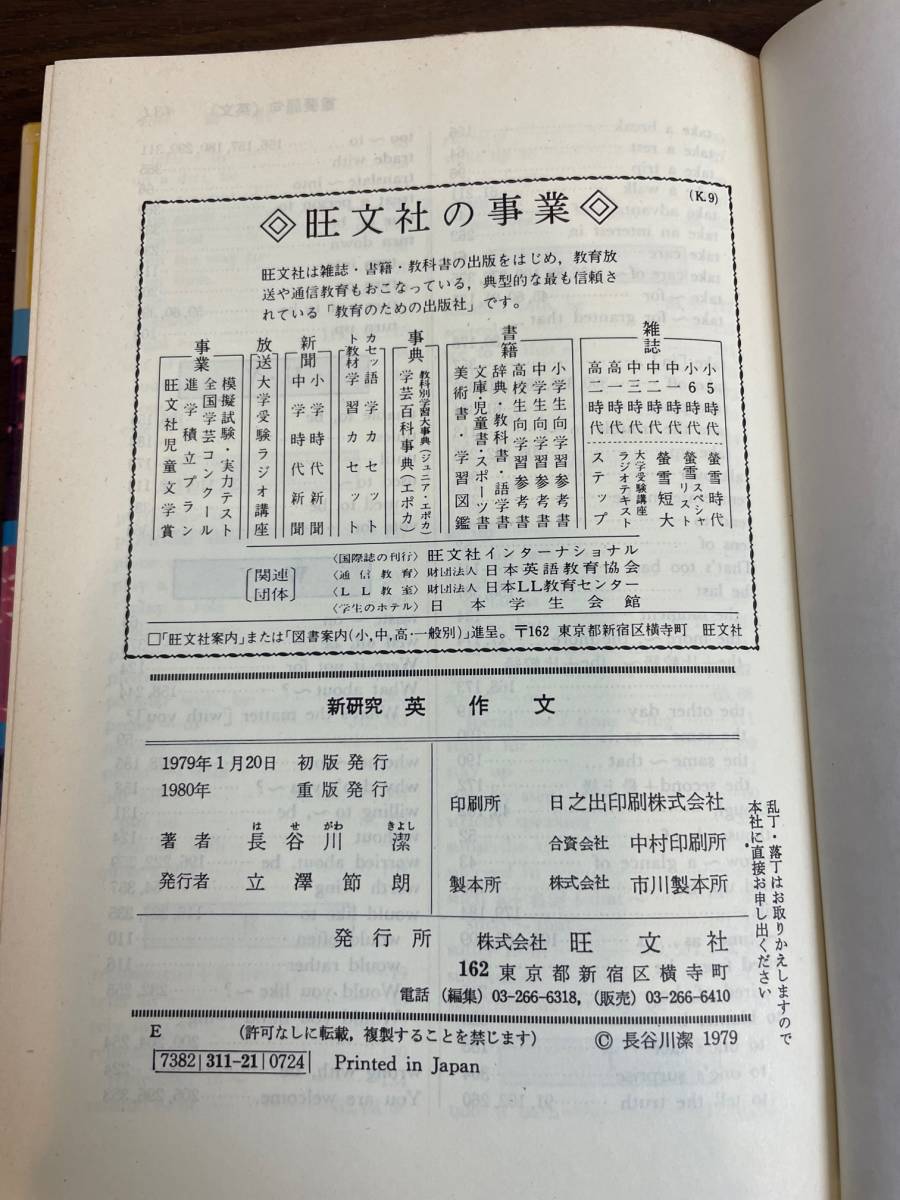 (K.9)
旺文社の事業
旺文社は雑誌・書籍・教科書の出版をはじめ，教育放
送や通信教育もおこなっている，典型的な最も信頼さ
れている「教育のための出版社」です。
雑誌
小5時代
小6時代
中一時代
中二時代
中三時代
高一時代
高二時代
螢雪時代
螢雪スペシャリスト
螢雪短大
大学受験講座ラジオテキスト
ステップ
書籍
小学生向学習参考書
中学生向学習参考書
高校生向学習参考書
辞典・教科書・語学書
文庫・児童書・スポーツ書
美術書・学習図鑑
事典
教科別学習大事典(ジュニア・エポカ)
学芸百科事典(エポカ)
カセット教材
語学カセット
学習カセット
新聞
小学時代新聞
中学時代新聞
放送
大学受験ラジオ講座
事業
模擬試験・実力テスト
全国学芸コンクール
進学積立プラン
旺文社児童文学賞
関連団体
〈国際誌の刊行〉旺文社インターナショナル
〈通信教育〉財団法人 日本英語教育協会
〈LL教室〉財団法人 日本LL教育センター
〈学生のホテル〉日本学生会館
□「旺文社案内」または「図書案内(小,中,高・一般別)」進呈。〒162 東京都新宿区横寺町 旺文社
新研究 英作文
1979年1月20日 初版発行
1980年 重版発行
は せ がわ きよし
著者 長谷川 潔
発行者 立澤節朗
印刷所 日之出印刷株式会社
合資会社 中村印刷所
製本所 株式会社 市川製本所
発行所 株式会社 旺文社
162 東京都新宿区横寺町
電話 (編集) 03-266-6318, (販売) 03-266-6410
乱丁・落丁はお取りかえしますので
本社に直接お申し出ください
E (許可なしに転載，複製することを禁じます) © 長谷川潔 1979
7382 311-21 0724 Printed in Japan